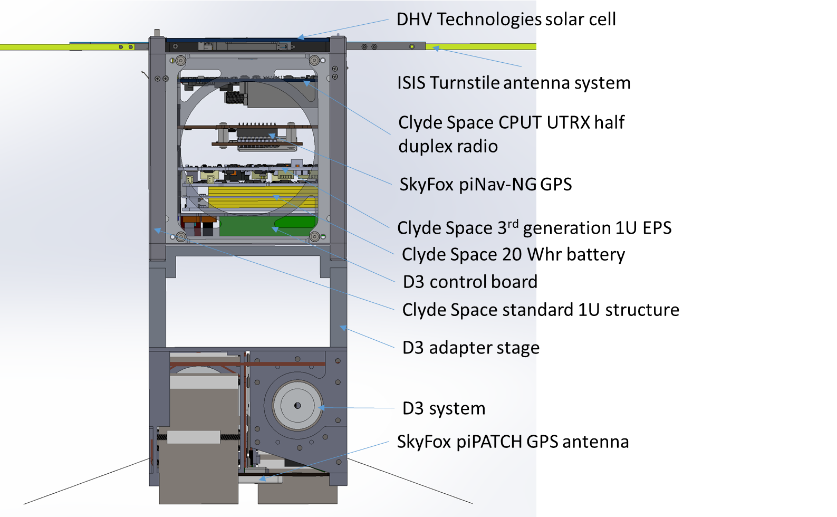 DHV Technologies solar cell
ISIS Turnstile antenna system
Clyde Space CPUT UTRX half
duplex radio
SkyFox piNav-NG GPS
Clyde Space 3rd generation 1U EPS
Clyde Space 20 Whr battery
D3 control board
Clyde Space standard 1U structure
D3 adapter stage
D3 system
SkyFox piPATCH GPS antenna